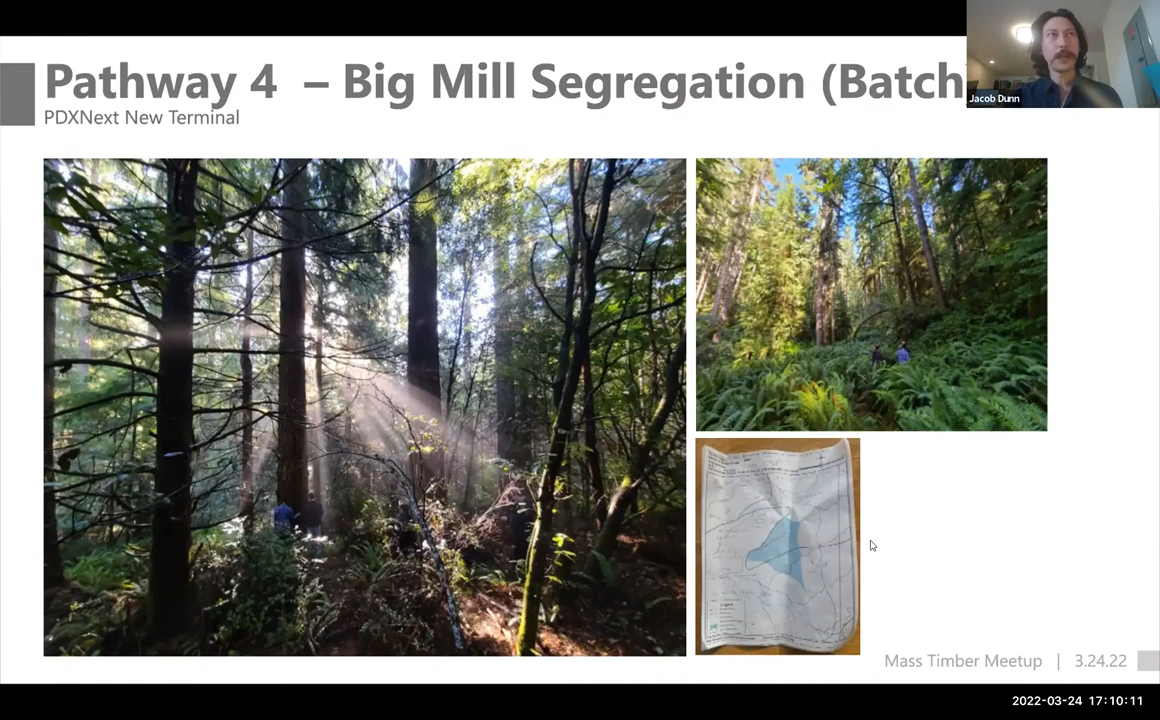 Pathway 4 – Big Mill Segregation (Batch
PDXNext New Terminal
Jacob Dunn
Legend
Mass Timber Meetup | 3.24.22
2022-03-24 17:10:11